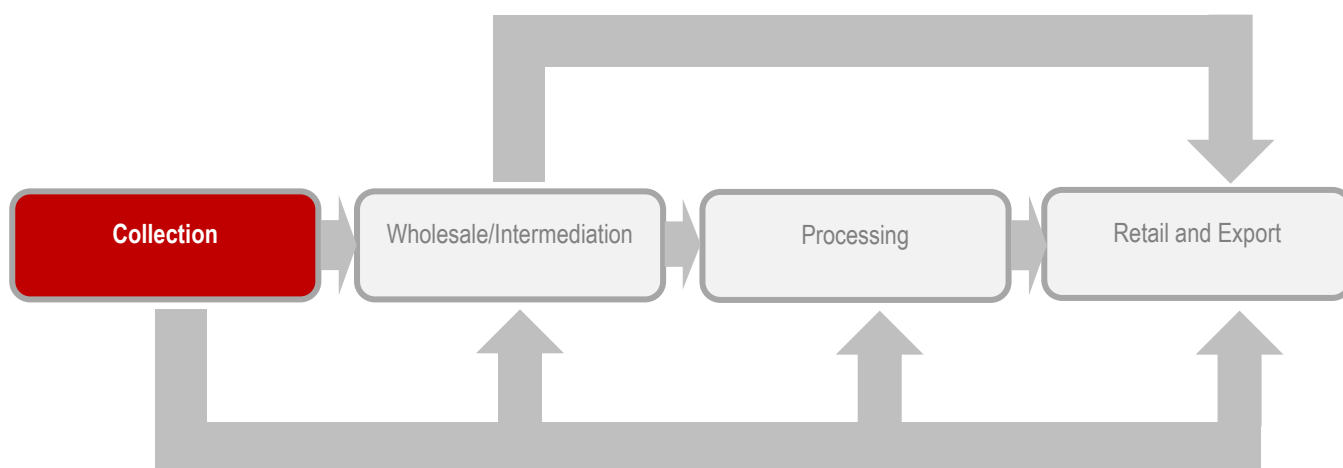 Collection
Wholesale/Intermediation
Processing
Retail and Export